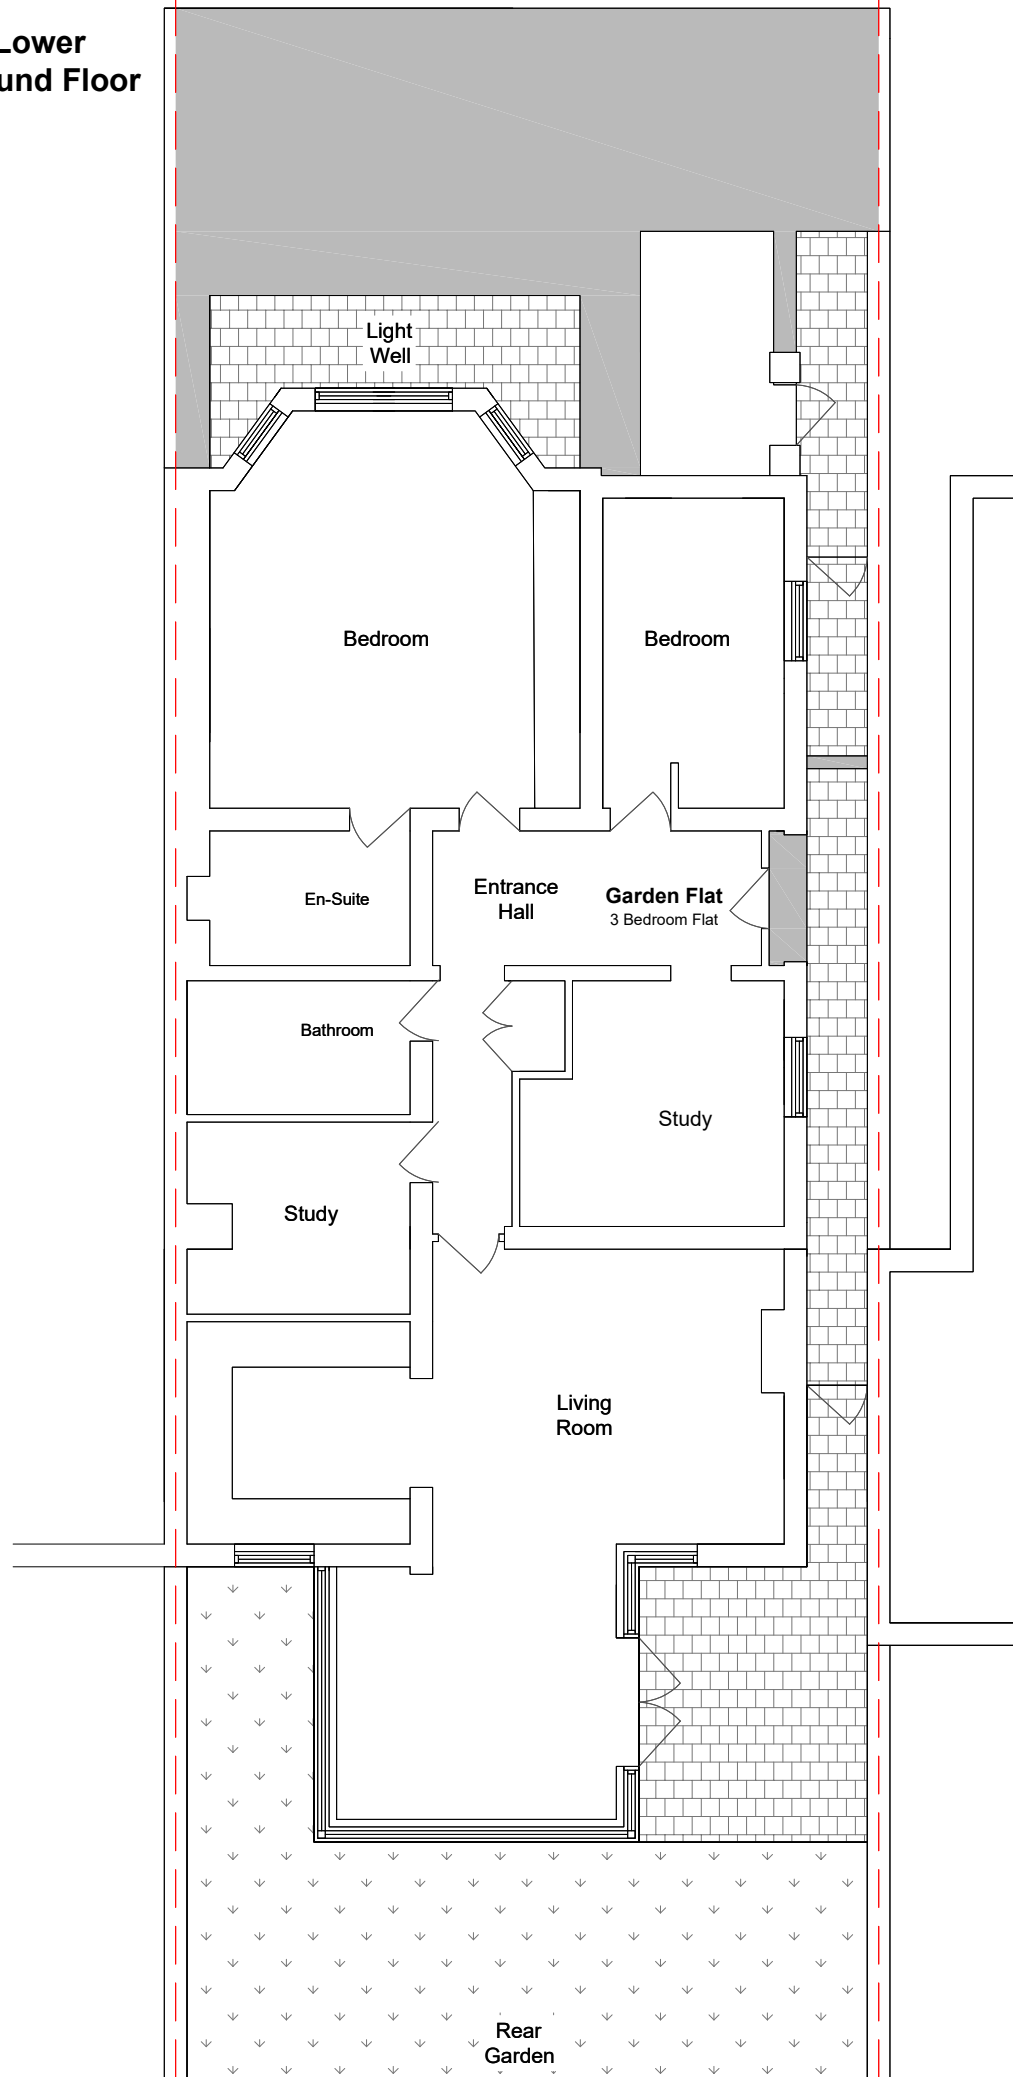 Lower
und Floor
Light
Well
Bedroom
Bedroom
En-Suite
Entrance
Hall
Garden Flat
3 Bedroom Flat
Bathroom
Study
Study
Living
Room
Rear
Garden